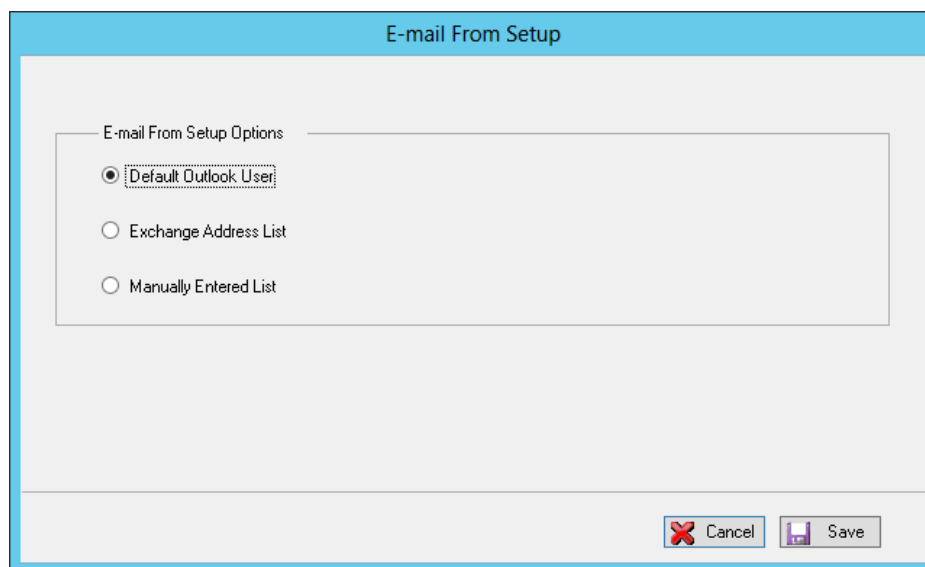 E-mail From Setup
E-mail From Setup Options
Default Outlook User
Exchange Address List
Manually Entered List
Cancel Save